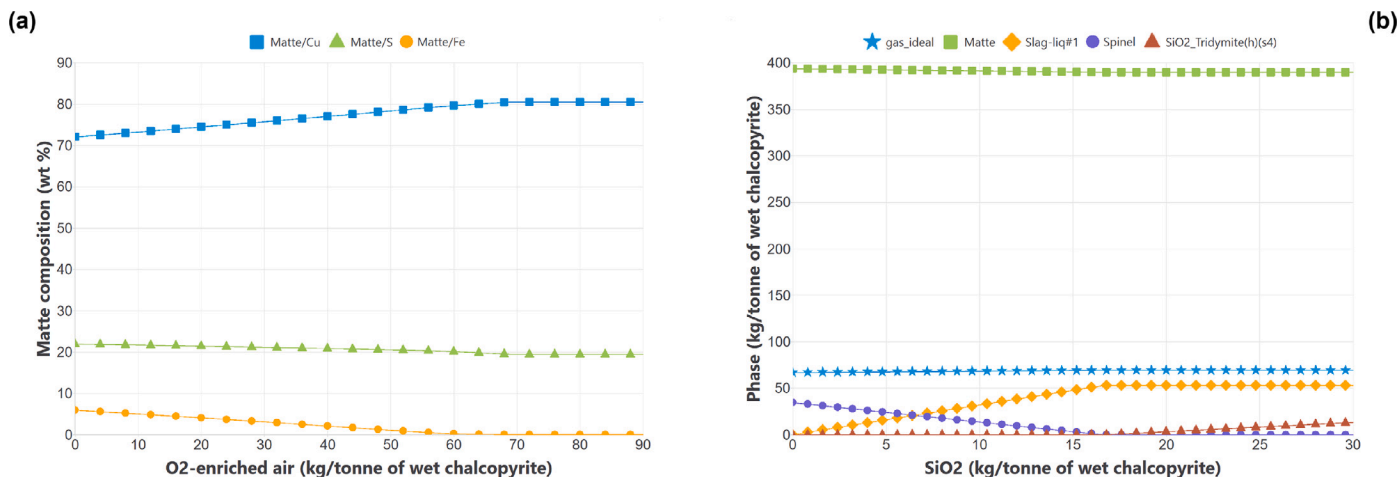 (a)
Matte/Cu Matte/S Matte/Fe
Matte composition (wt %)
90
80
70
60
50
40
30
20
10
0
0 10 20 30 40 50 60 70 80 90
O2-enriched air (kg/tonne of wet chalcopyrite)
(b)
gas_ideal Matte Slag-liq#1 Spinel SiO2_Tridymite(h)(s4)
Phase (kg/tonne of wet chalcopyrite)
400
350
300
250
200
150
100
50
0
0 5 10 15 20 25 30
SiO2 (kg/tonne of wet chalcopyrite)